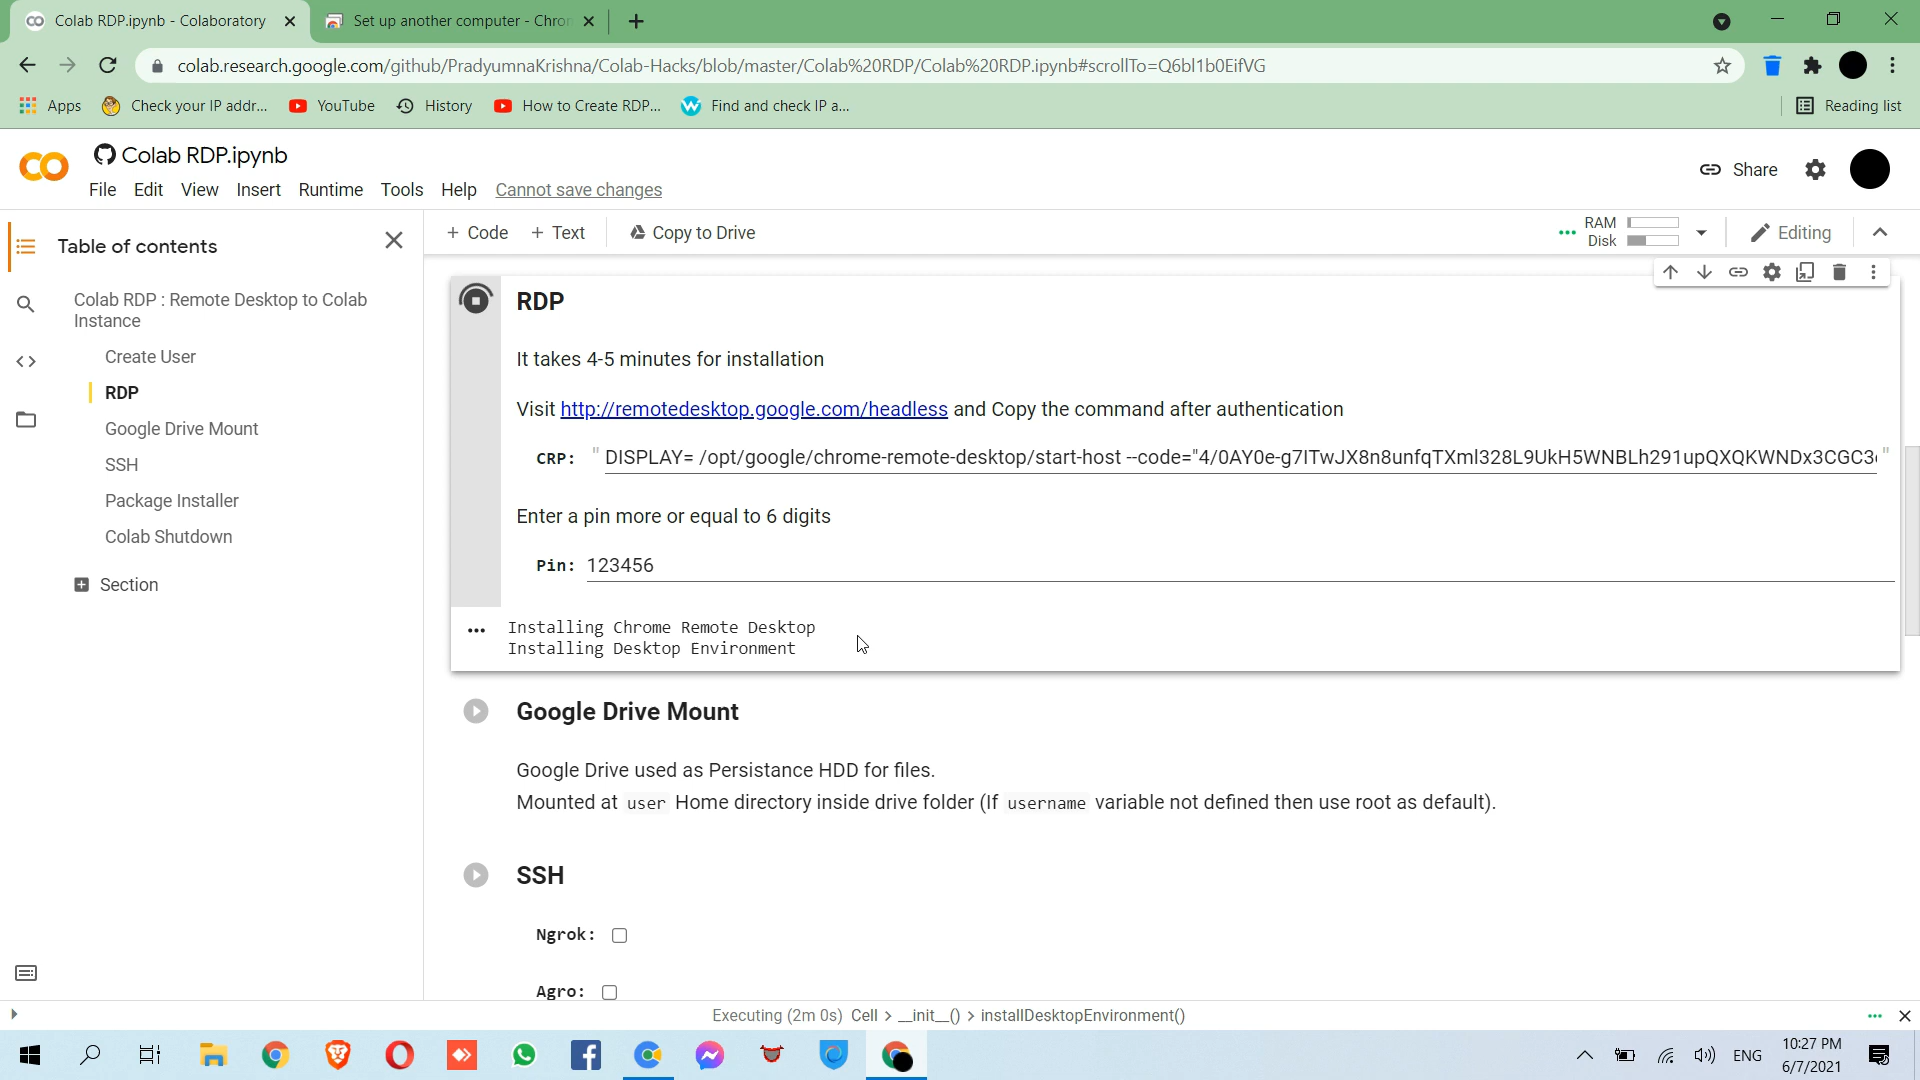 Colab RDP.ipynb - Colaboratory
Set up another computer - Chron
colab.research.google.com/github/PradyumnaKrishna/Colab-Hacks/blob/master/Colab%20RDP/Colab%20RDP.ipynb#scrollTo=Q6bl1b0EifVG
Apps
Check your IP addr...
YouTube
History
How to Create RDP...
Find and check IP a...
Reading list
Colab RDP.ipynb
Share
File Edit View Insert Runtime Tools Help Cannot save changes
Table of contents
+ Code + Text Copy to Drive
RAM
Disk
Editing
Colab RDP : Remote Desktop to Colab
Instance
Create User
RDP
Google Drive Mount
SSH
Package Installer
Colab Shutdown
Section
RDP
It takes 4-5 minutes for installation
Visit http://remotedesktop.google.com/headless and Copy the command after authentication
CRP: " DISPLAY= /opt/google/chrome-remote-desktop/start-host --code="4/0AY0e-g7ITwJX8n8unfqTXml328L9UkH5WNBLh291upQXQKWNDx3CGC3 "
Enter a pin more or equal to 6 digits
Pin: 123456
Installing Chrome Remote Desktop
Installing Desktop Environment
Google Drive Mount
Google Drive used as Persistance HDD for files.
Mounted at user Home directory inside drive folder (If username variable not defined then use root as default).
SSH
Ngrok:
Agro:
Executing (2m 0s) Cell > __init__() > installDesktopEnvironment()
ENG
10:27 PM
6/7/2021